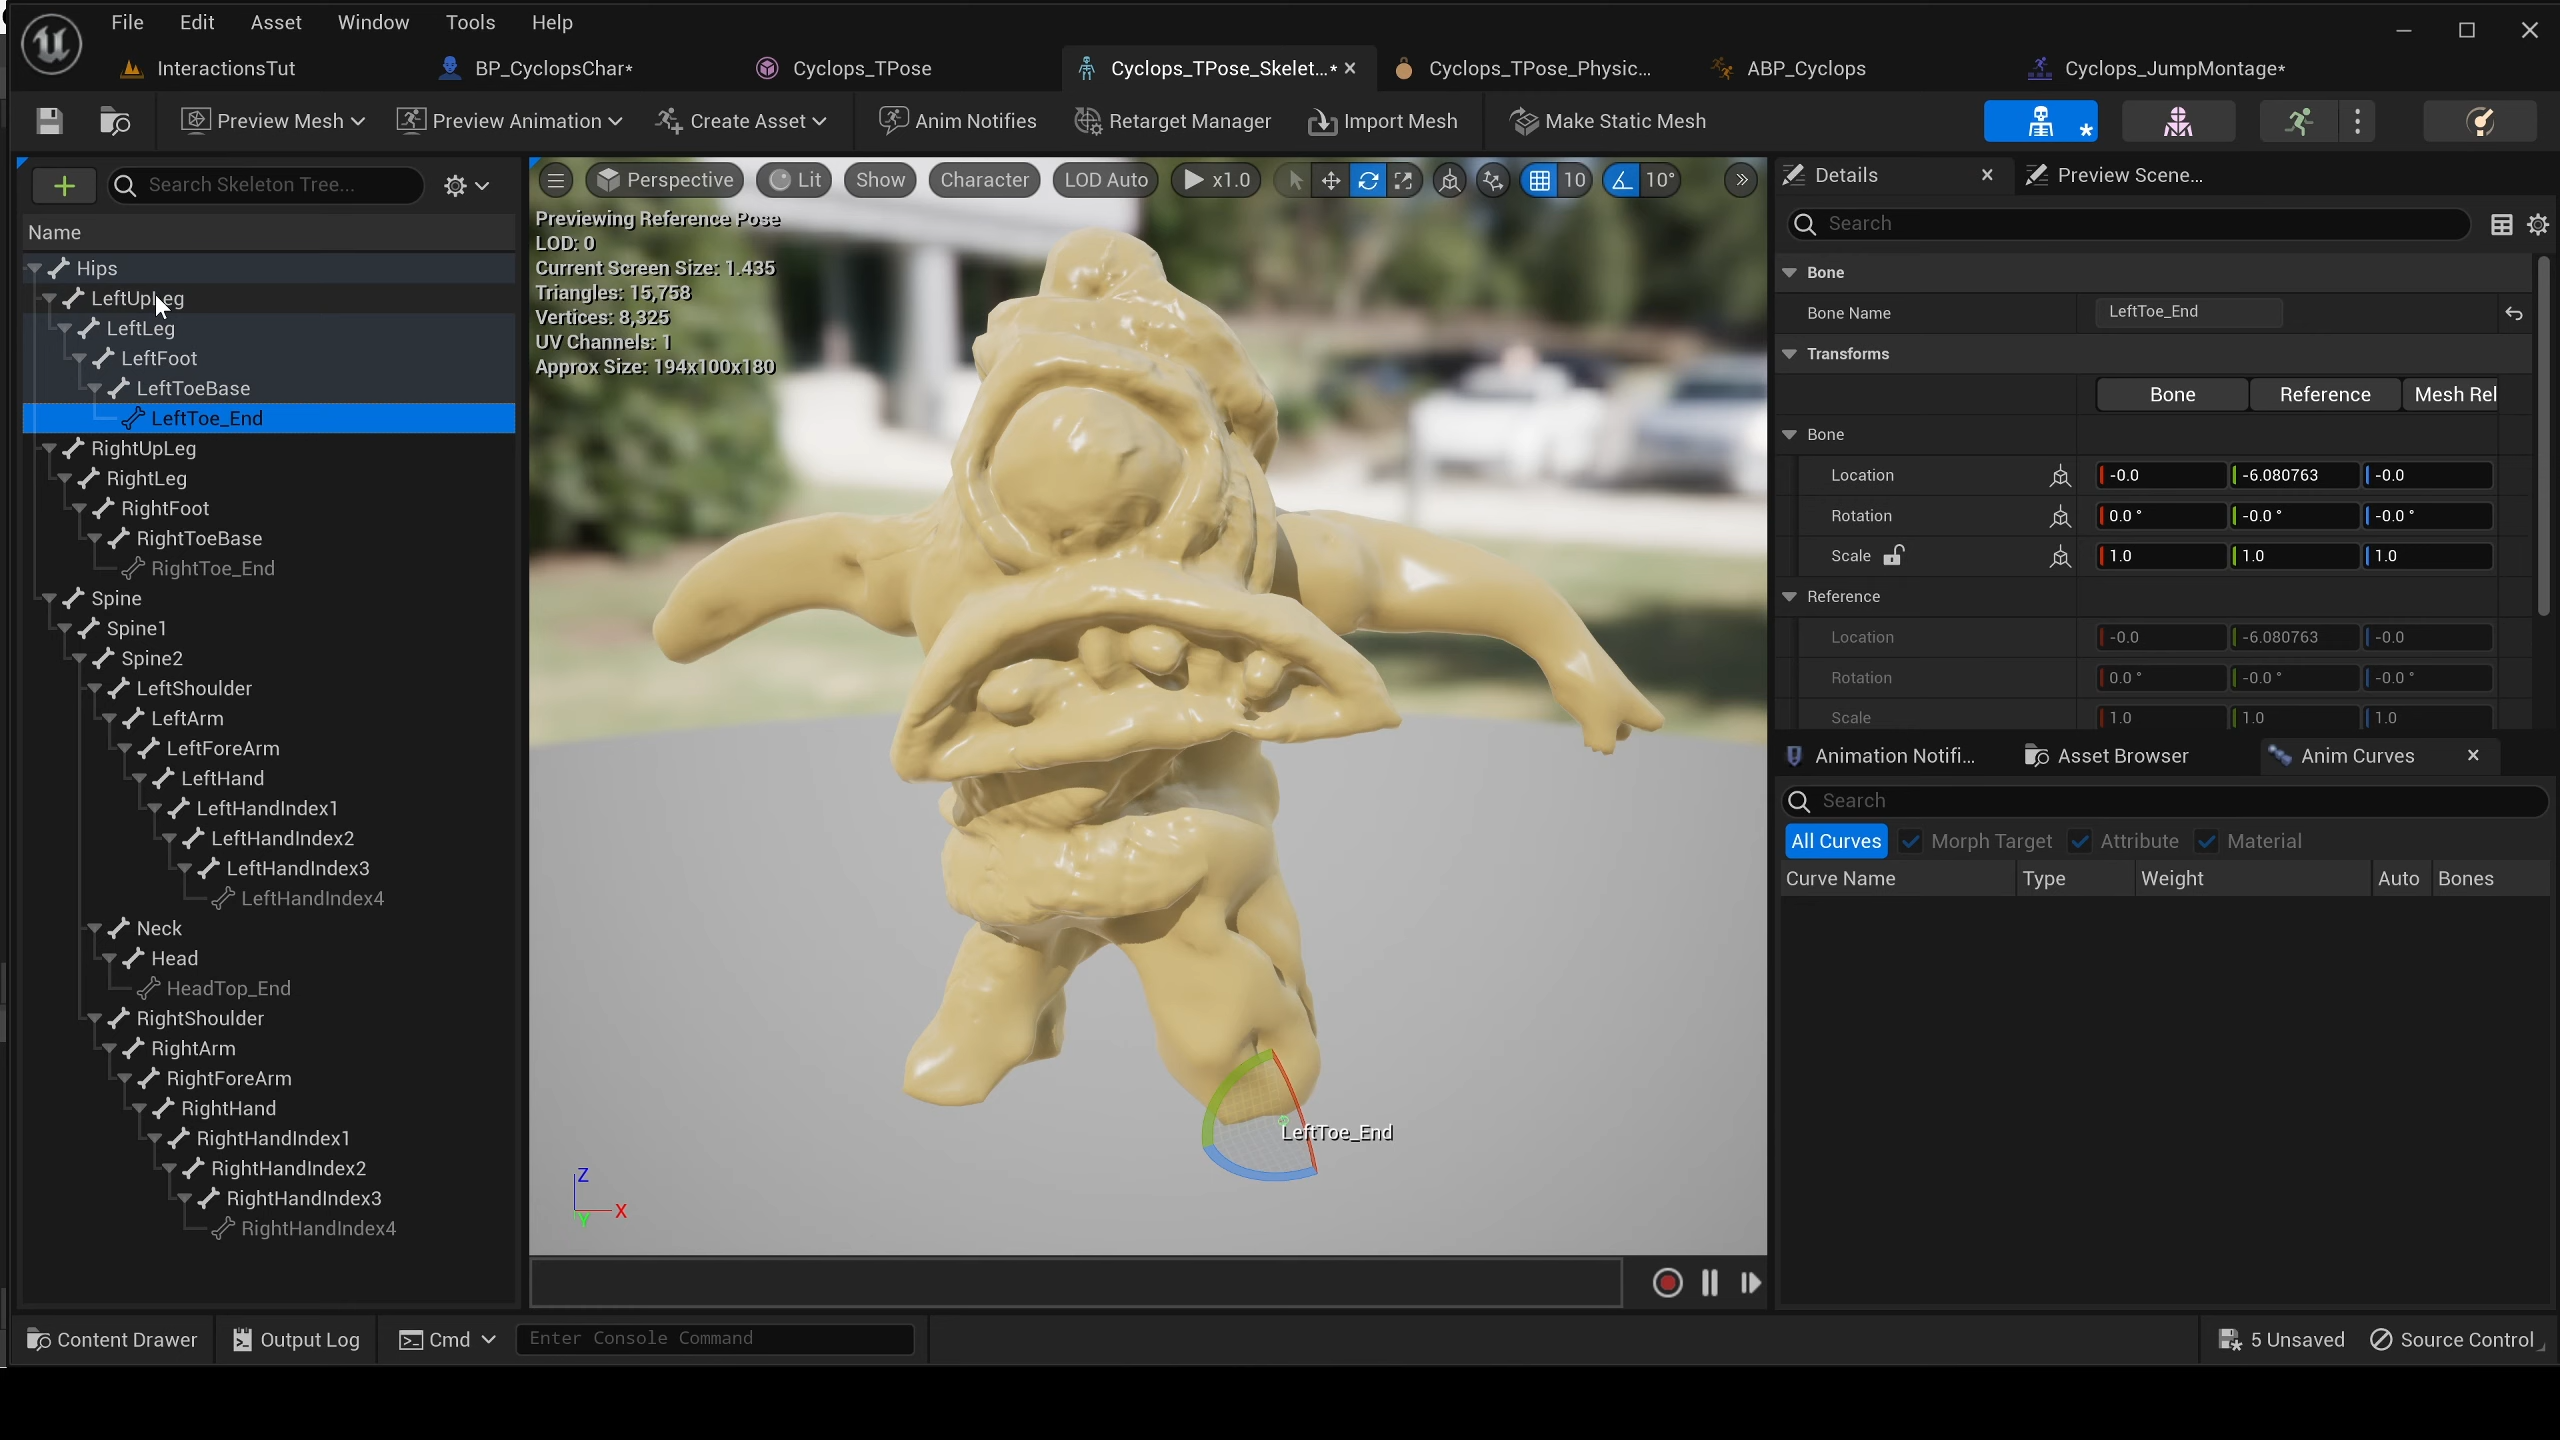 File Edit Asset Window Tools Help
InteractionsTut BP_CyclopsChar* Cyclops_TPose Cyclops_TPose_Skelet...* Cyclops_TPose_Physic... ABP_Cyclops Cyclops_JumpMontage*
Preview Mesh Preview Animation Create Asset Anim Notifies Retarget Manager Import Mesh Make Static Mesh
Search Skeleton Tree...
Name
Hips
LeftUpLeg
LeftLeg
LeftFoot
LeftToeBase
LeftToe_End
RightUpLeg
RightLeg
RightFoot
RightToeBase
RightToe_End
Spine
Spine1
Spine2
LeftShoulder
LeftArm
LeftForeArm
LeftHand
LeftHandIndex1
LeftHandIndex2
LeftHandIndex3
LeftHandIndex4
Neck
Head
HeadTop_End
RightShoulder
RightArm
RightForeArm
RightHand
RightHandIndex1
RightHandIndex2
RightHandIndex3
RightHandIndex4
Perspective Lit Show Character LOD Auto x1.0 10 10°
Previewing Reference Pose
LOD: 0
Current Screen Size: 1.435
Triangles: 15,758
Vertices: 8,325
UV Channels: 1
Approx Size: 194x100x180
LeftToe_End
Z
Y X
Details Preview Scene...
Search
Bone
Bone Name LeftToe_End
Transforms
Bone Reference Mesh Rel
Bone
Location -0.0 -6.080763 -0.0
Rotation 0.0 ° -0.0 ° -0.0 °
Scale 1.0 1.0 1.0
Reference
Location -0.0 -6.080763 -0.0
Rotation 0.0 ° -0.0 ° -0.0 °
Scale 1.0 1.0 1.0
Animation Notifi... Asset Browser Anim Curves
Search
All Curves Morph Target Attribute Material
Curve Name Type Weight Auto Bones
Content Drawer Output Log Cmd Enter Console Command 5 Unsaved Source Control